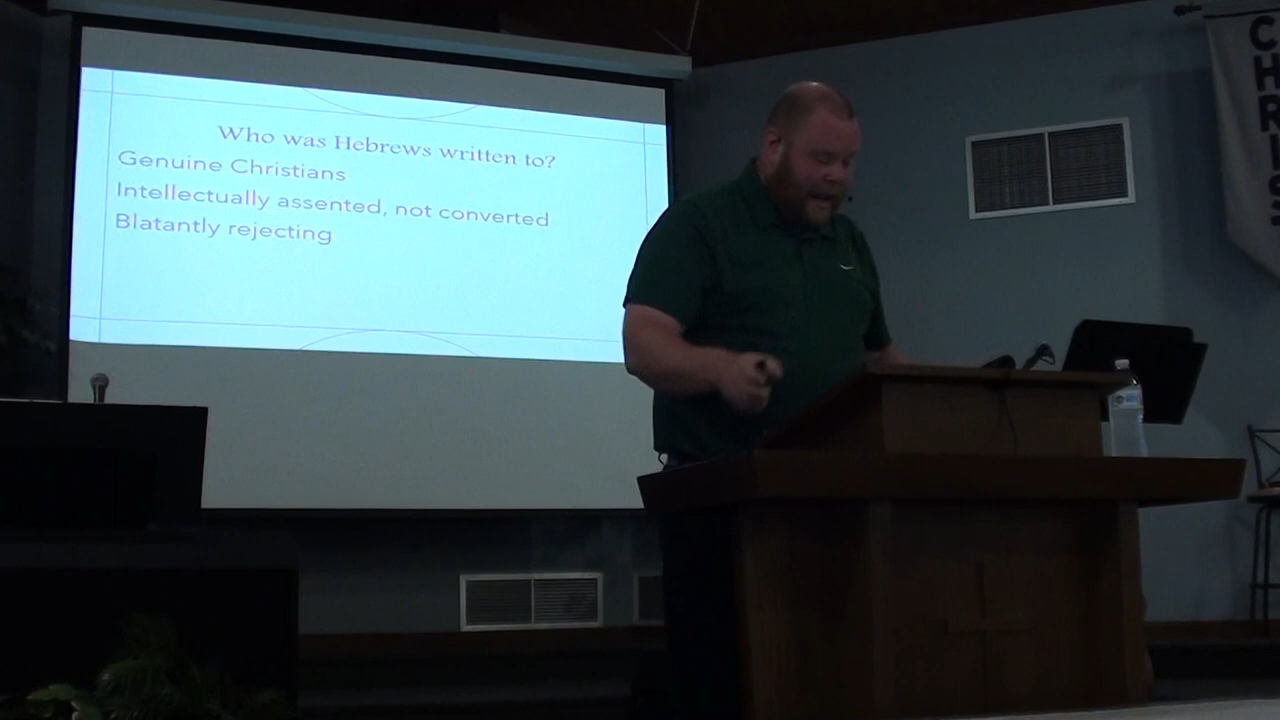 Who was Hebrews written to?
Genuine Christians
Intellectually assented, not converted
Blatantly rejecting